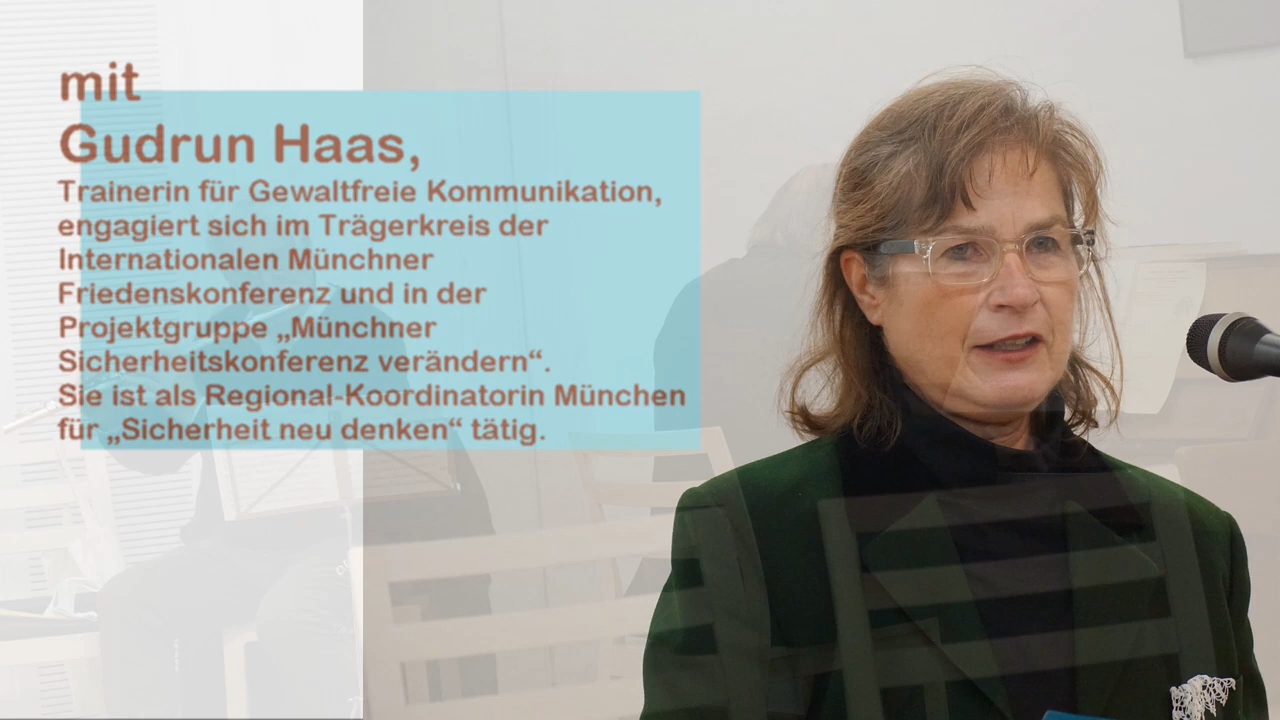 mit
Gudrun Haas,
Trainerin für Gewaltfreie Kommunikation,
engagiert sich im Trägerkreis der
Internationalen Münchner
Friedenskonferenz und in der
Projektgruppe „Münchner
Sicherheitskonferenz verändern“.
Sie ist als Regional-Koordinatorin München
für „Sicherheit neu denken“ tätig.